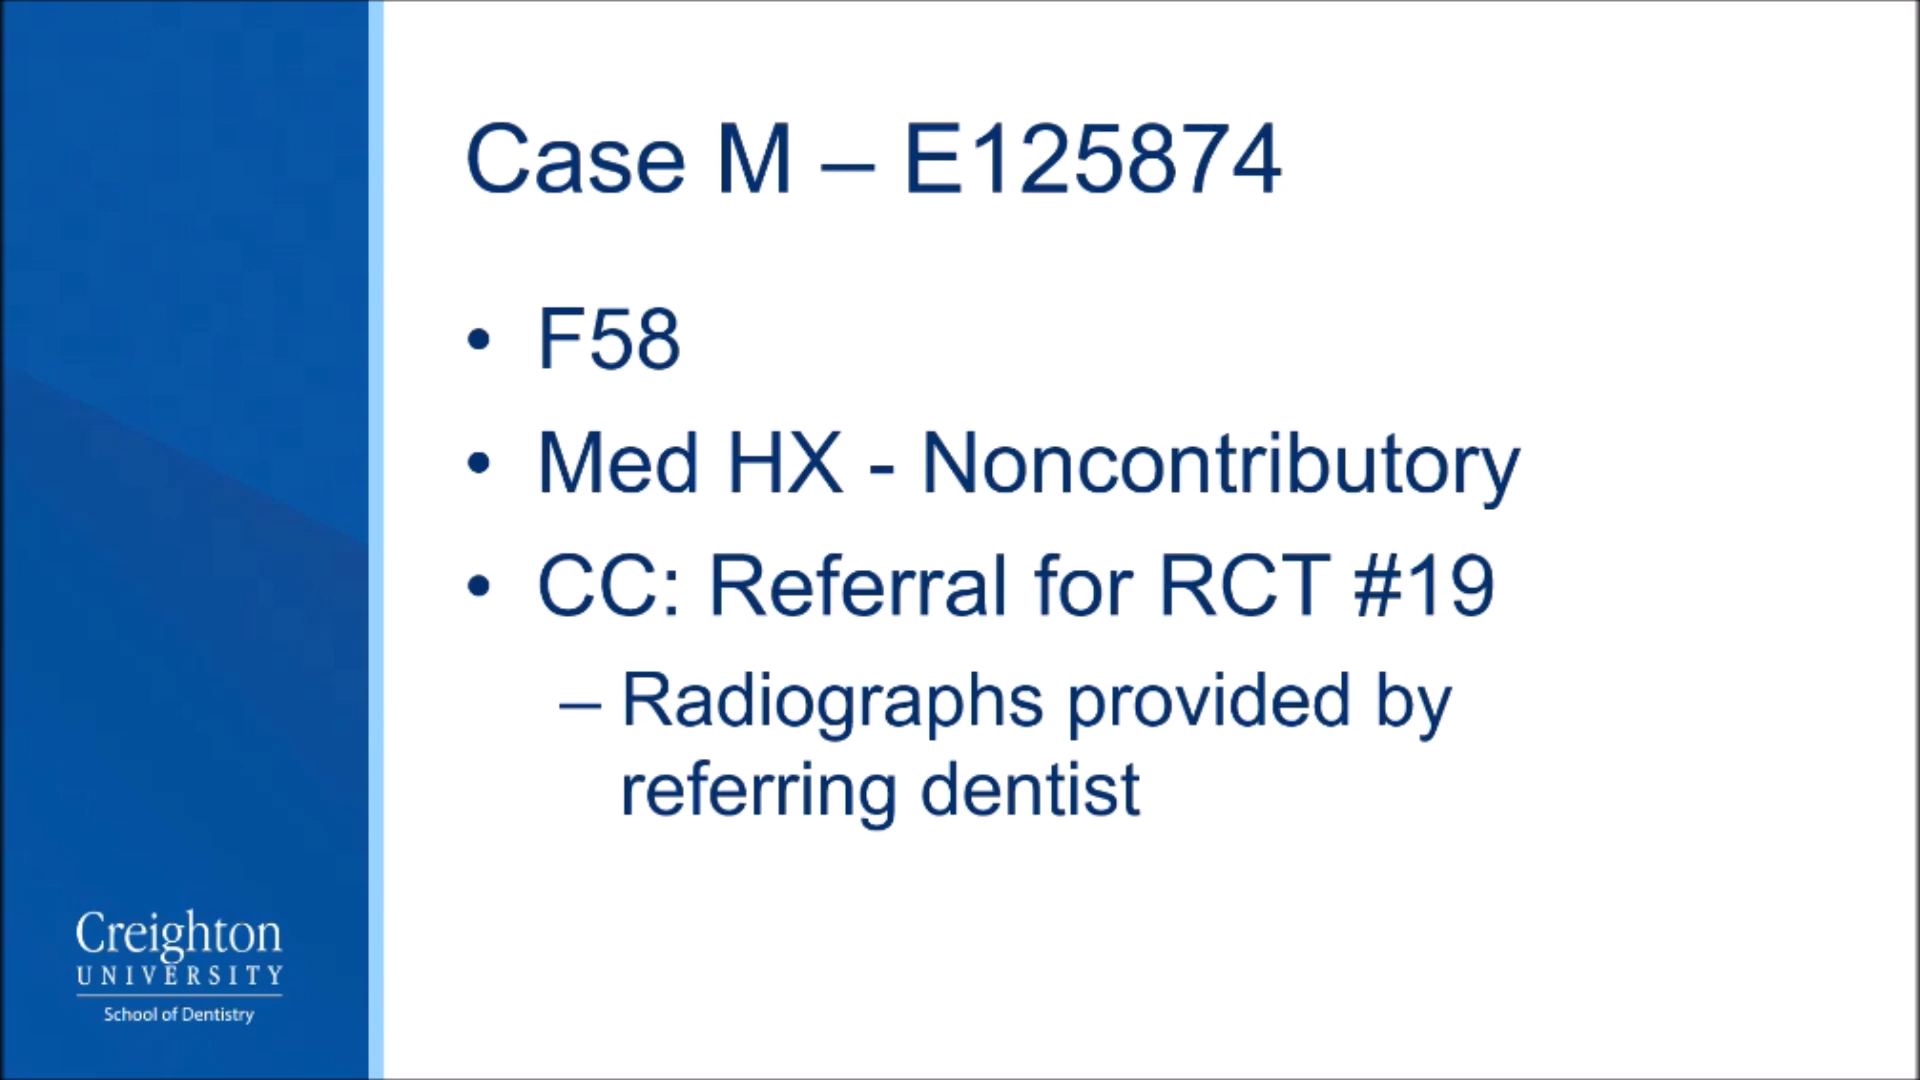 Case M – E125874
• F58
• Med HX - Noncontributory
• CC: Referral for RCT #19
– Radiographs provided by
referring dentist
Creighton
UNIVERSITY
School of Dentistry